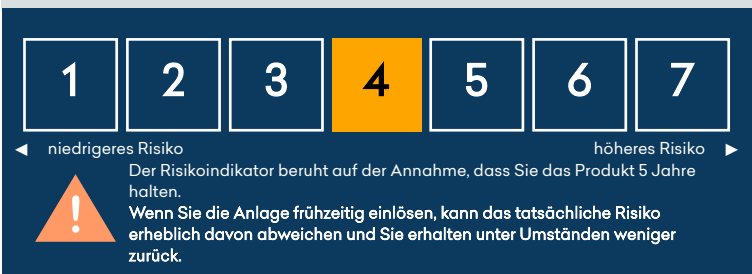 1 2 3 4 5 6 7
◄ niedrigeres Risiko höheres Risiko ►
Der Risikoindikator beruht auf der Annahme, dass Sie das Produkt 5 Jahre
halten.
!
Wenn Sie die Anlage frühzeitig einlösen, kann das tatsächliche Risiko
erheblich davon abweichen und Sie erhalten unter Umständen weniger
zurück.